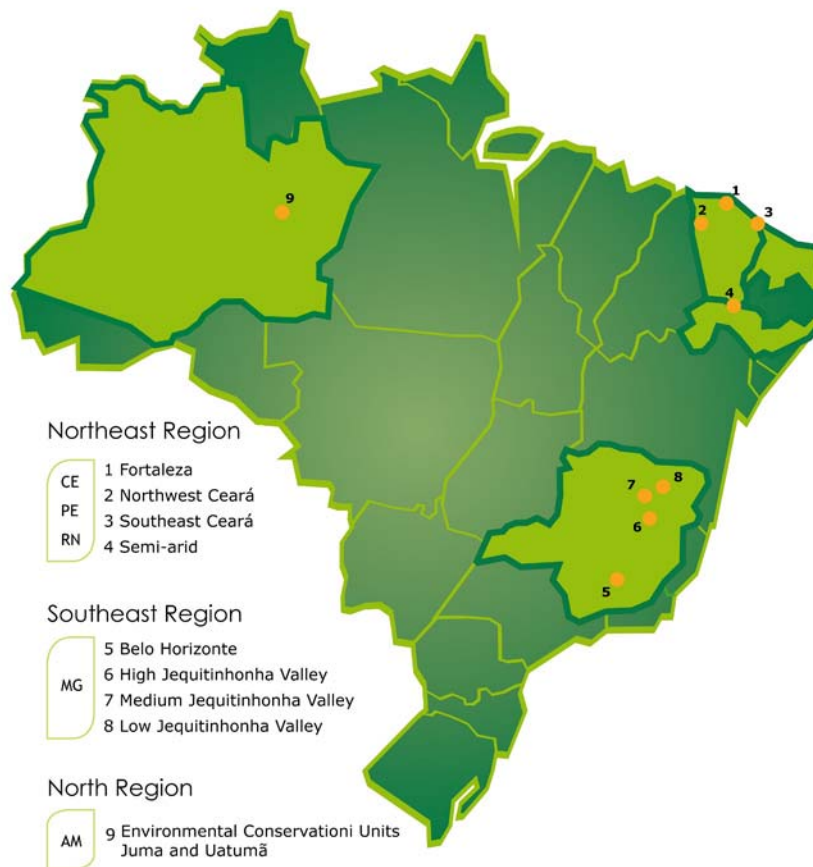 9
1
2
3
4
7
8
6
5
Northeast Region
CE
PE
RN
1 Fortaleza
2 Northwest Ceará
3 Southeast Ceará
4 Semi-arid
Southeast Region
MG
5 Belo Horizonte
6 High Jequitinhonha Valley
7 Medium Jequitinhonha Valley
8 Low Jequitinhonha Valley
North Region
AM
9 Environmental Conservationi Units
Juma and Uatumã